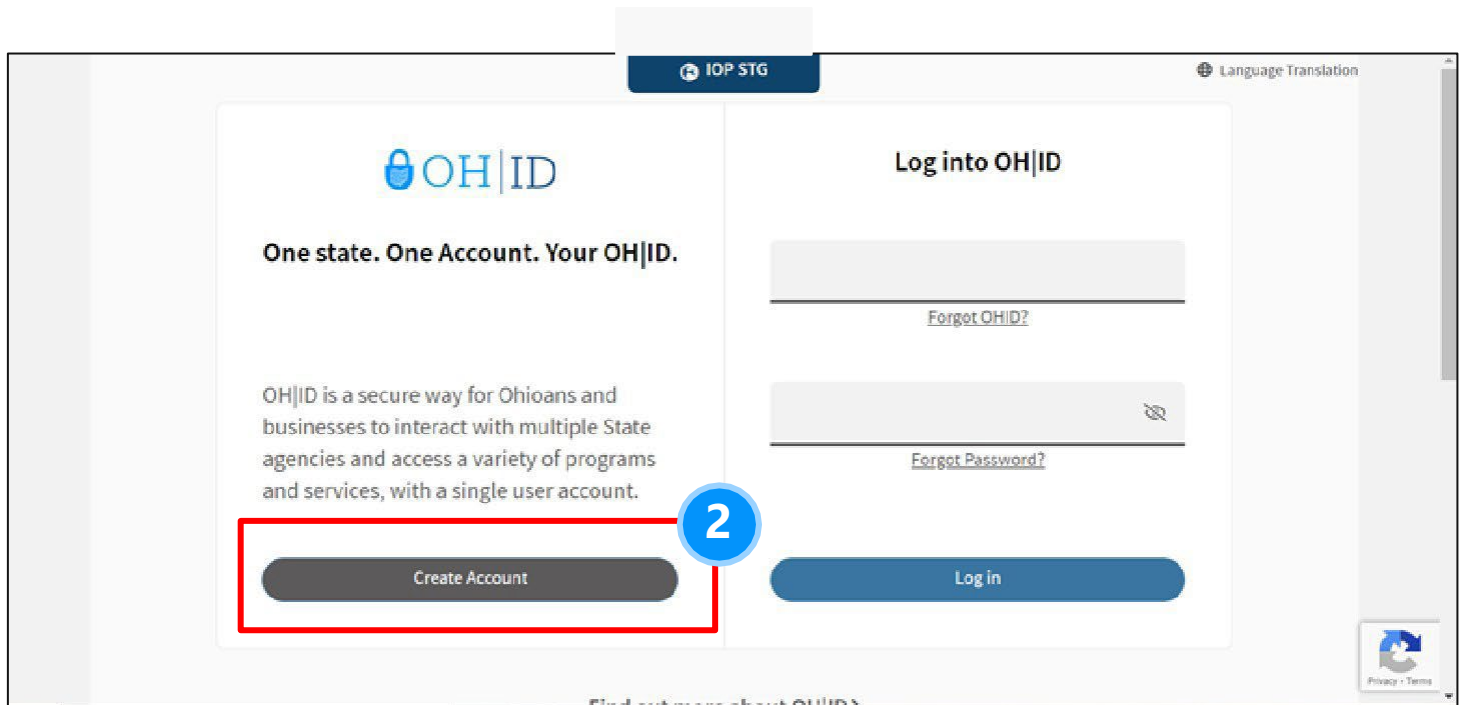 IOP STG
Language Translation
OH|ID
One state. One Account. Your OH|ID.
OH|ID is a secure way for Ohioans and
businesses to interact with multiple State
agencies and access a variety of programs
and services, with a single user account.
2
Create Account
Log into OH|ID
Forgot OHID?
Forgot Password?
Log in
Privacy - Terms
Find out more about OH|ID